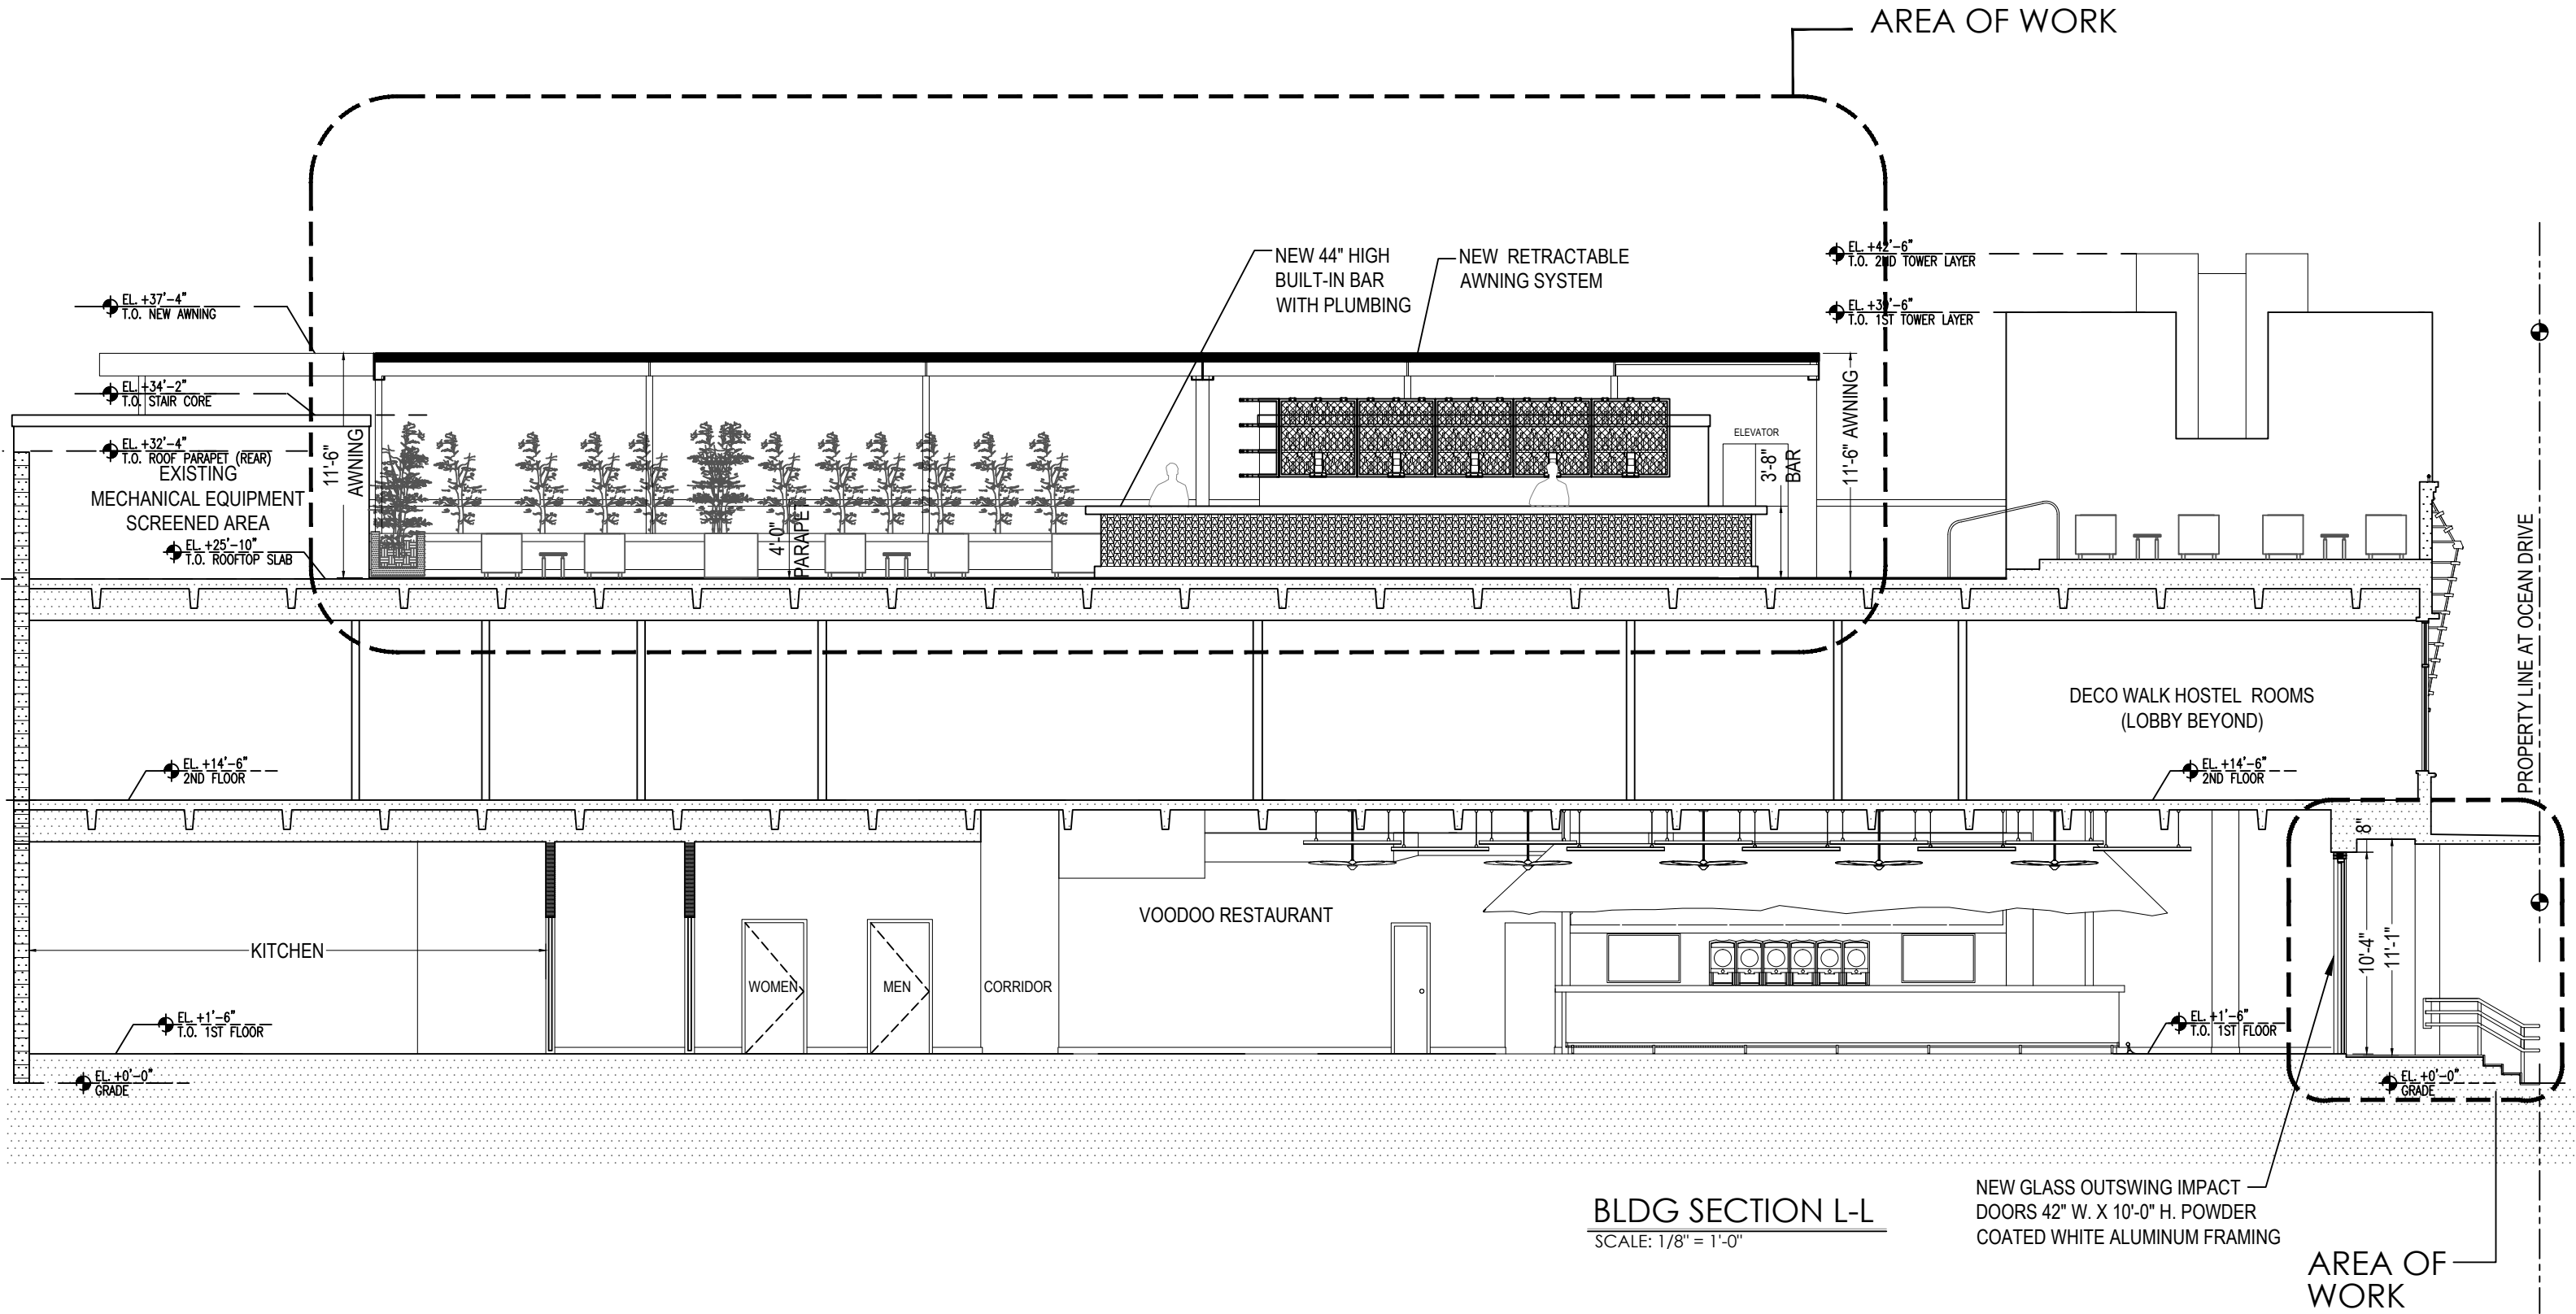 AREA OF WORK
NEW 44" HIGH
BUILT-IN BAR
WITH PLUMBING
NEW RETRACTABLE
AWNING SYSTEM
EL. +42'-6"
T.O. 2ND TOWER LAYER
EL. +39'-6"
T.O. 1ST TOWER LAYER
EL. +37'-4"
T.O. NEW AWNING
EL. +34'-2"
T.O. STAIR CORE
EL. +32'-4"
T.O. ROOF PARAPET (REAR)
EXISTING
MECHANICAL EQUIPMENT
SCREENED AREA
EL. +25'-10"
T.O. ROOFTOP SLAB
11'-6"
AWNING
4'-0"
PARAPET
ELEVATOR
3'-8"
BAR
11'-6" AWNING
PROPERTY LINE AT OCEAN DRIVE
DECO WALK HOSTEL ROOMS
(LOBBY BEYOND)
EL. +14'-6"
2ND FLOOR
EL. +14'-6"
2ND FLOOR
8"
VOODOO RESTAURANT
KITCHEN
WOMEN
MEN
CORRIDOR
10'-4"
11'-1"
EL. +1'-6"
T.O. 1ST FLOOR
EL. +1'-6"
T.O. 1ST FLOOR
EL. +0'-0"
GRADE
EL. +0'-0"
GRADE
BLDG SECTION L-L
SCALE: 1/8" = 1'-0"
NEW GLASS OUTSWING IMPACT
DOORS 42" W. X 10'-0" H. POWDER
COATED WHITE ALUMINUM FRAMING
AREA OF
WORK